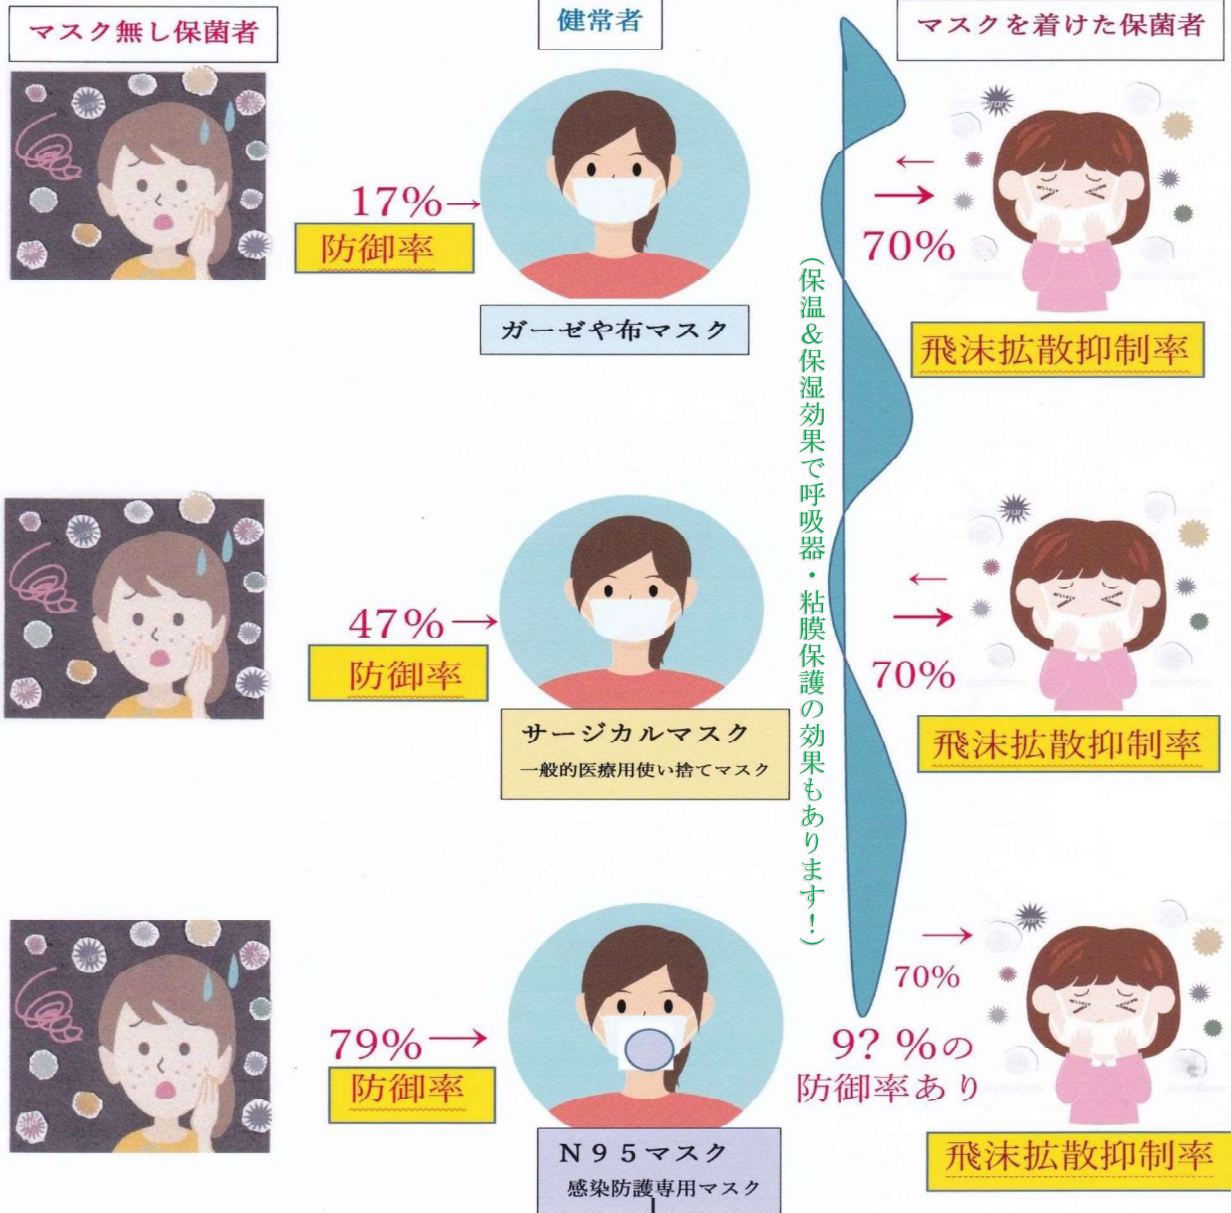 マスク無し保菌者
健常者
マスクを着けた保菌者
17%→
防御率
ガーゼや布マスク
←
→
70%
飛沫拡散抑制率
(保温&保湿効果で呼吸器・粘膜保護の効果もあります!)
47%→
防御率
サージカルマスク
一般的医療用使い捨てマスク
←
→
70%
飛沫拡散抑制率
79%→
防御率
N95マスク
感染防護専用マスク
→
70%
9? %の
防御率あり
飛沫拡散抑制率